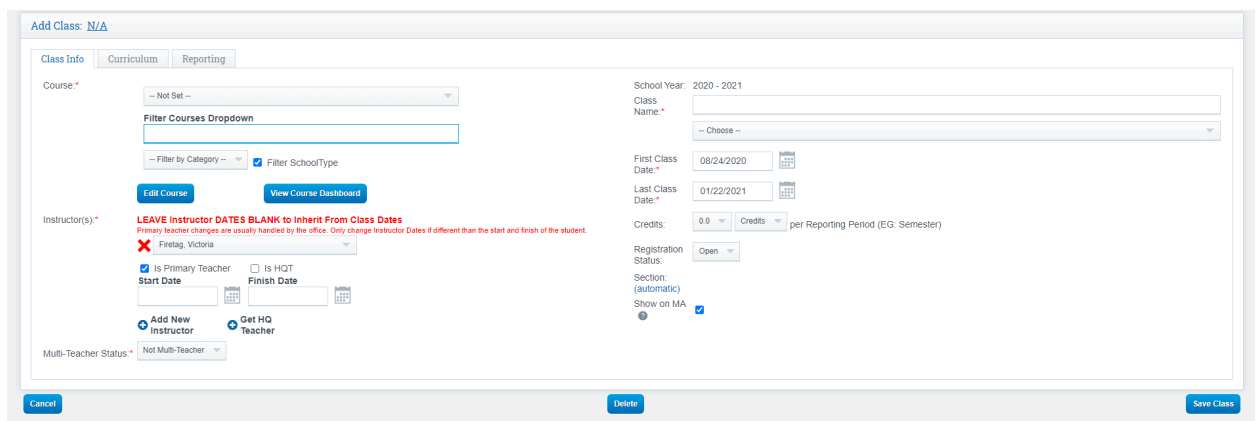 Add Class: N/A
Class Info Curriculum Reporting
Course:*
-- Not Set --
Filter Courses Dropdown
-- Filter by Category -- Filter SchoolType
Edit Course View Course Dashboard
Instructor(s):*
LEAVE Instructor DATES BLANK to Inherit From Class Dates
Primary teacher changes are usually handled by the office. Only change Instructor Dates if different than the start and finish of the student.
Firetag, Victoria
Is Primary Teacher Is HQT
Start Date Finish Date
Add New
Instructor
Get HQ
Teacher
Multi-Teacher Status:* Not Multi-Teacher
School Year: 2020 - 2021
Class
Name:*
-- Choose --
First Class
Date:*
08/24/2020
Last Class
Date:*
01/22/2021
Credits: 0.0 Credits per Reporting Period (EG: Semester)
Registration
Status:
Open
Section:
(automatic)
Show on MA
Cancel Delete Save Class